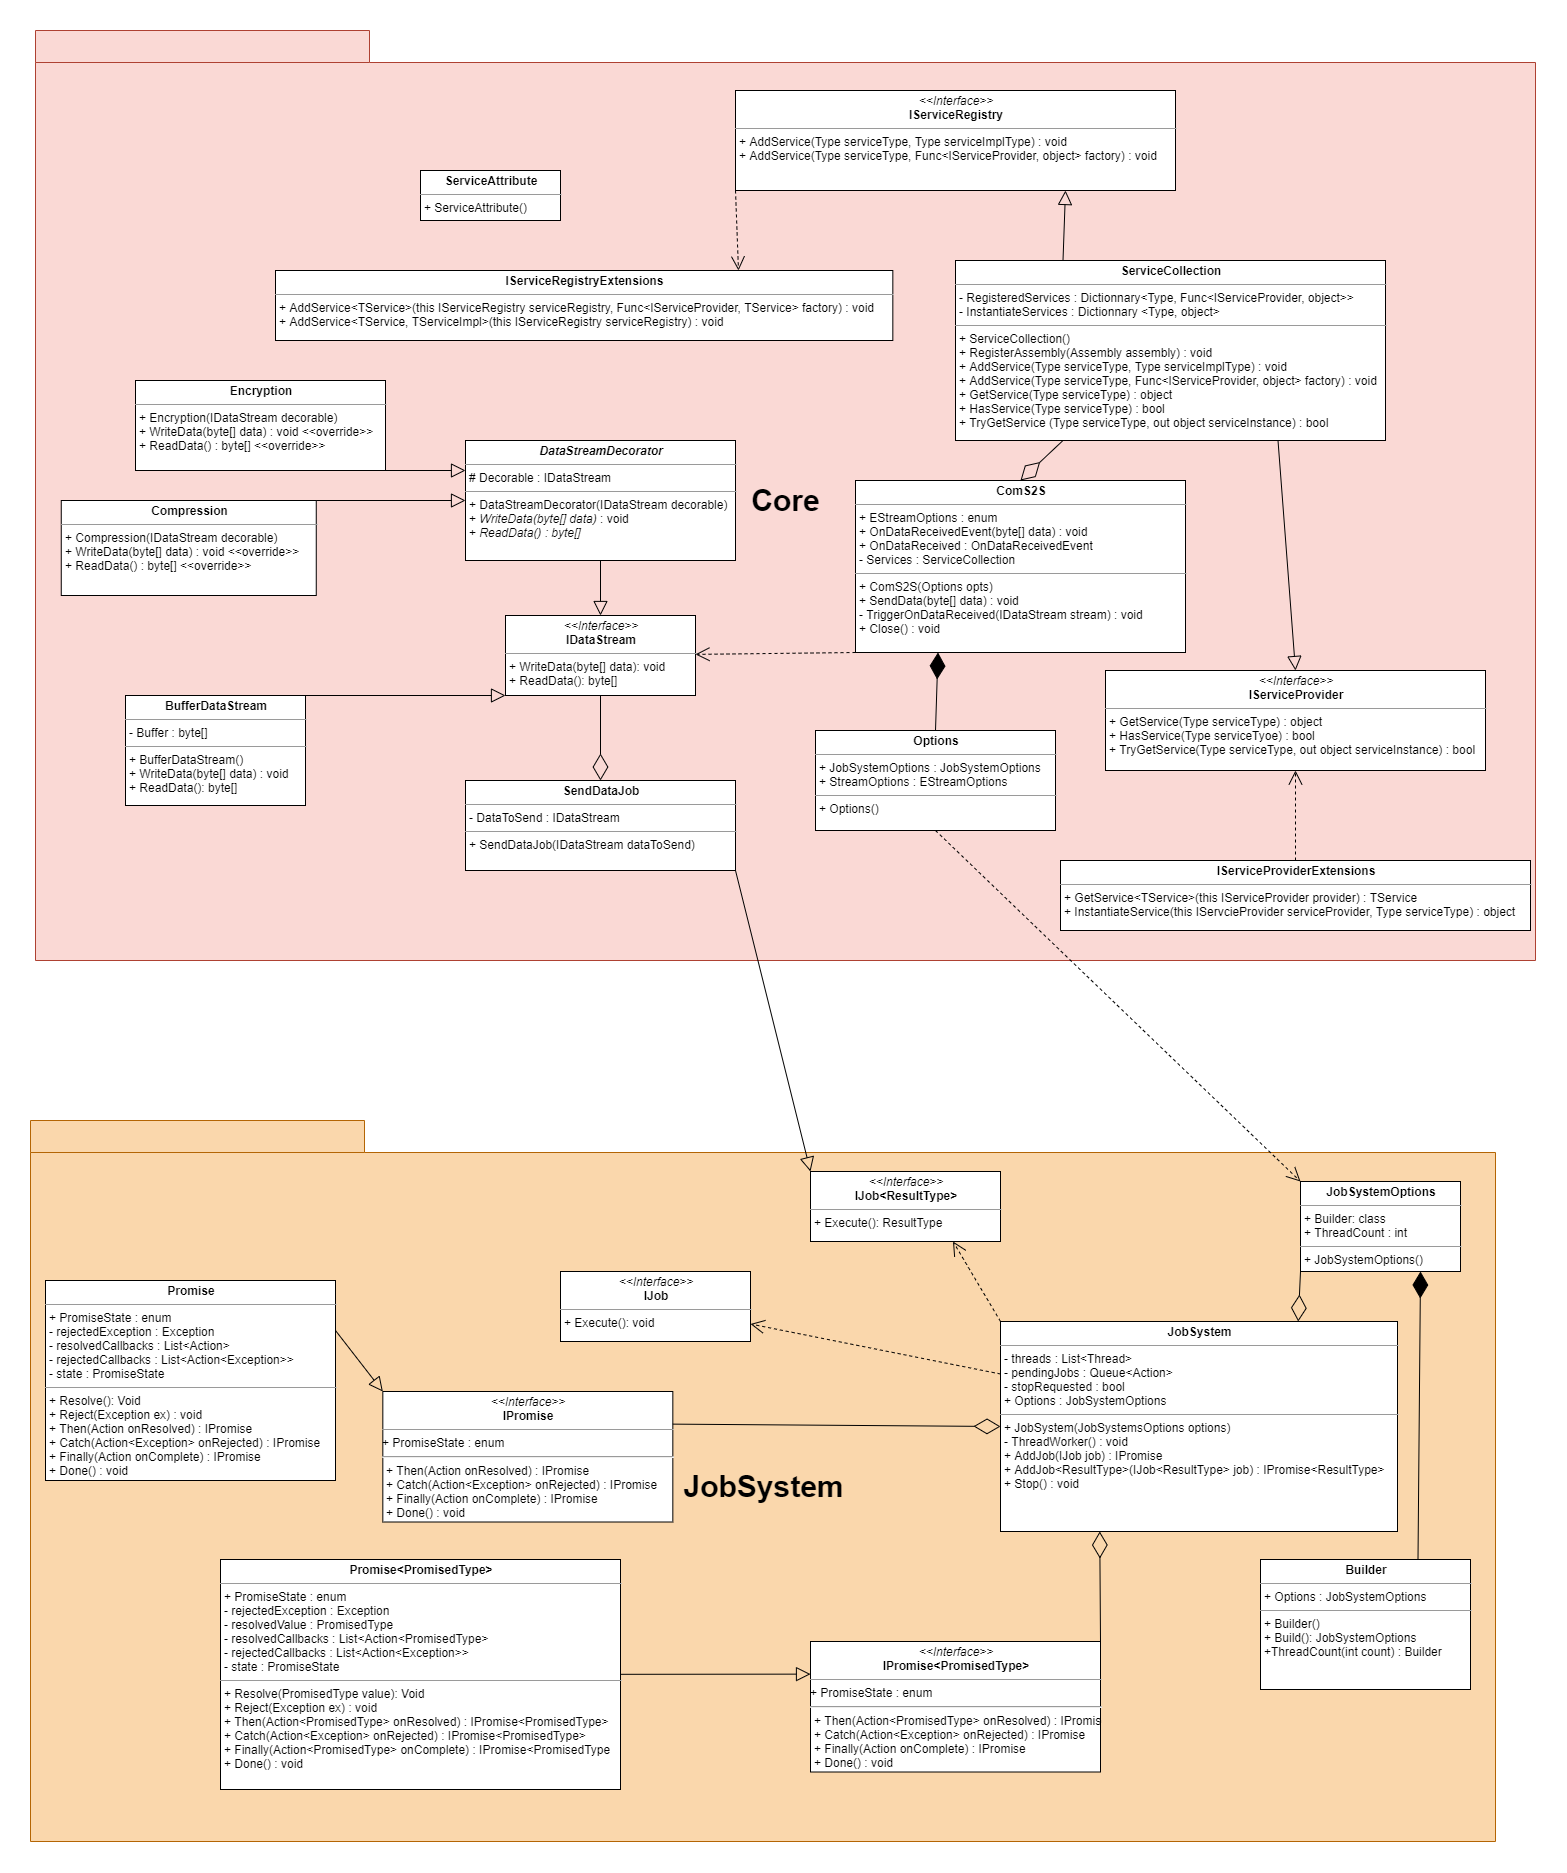 <<Interface>>
IServiceRegistry
+ AddService(Type serviceType, Type serviceImplType) : void
+ AddService(Type serviceType, Func<IServiceProvider, object> factory) : void
ServiceAttribute
+ ServiceAttribute()
IServiceRegistryExtensions
+ AddService<TService>(this IServiceRegistry serviceRegistry, Func<IServiceProvider, TService> factory) : void
+ AddService<TService, TServiceImpl>(this IServiceRegistry serviceRegistry) : void
ServiceCollection
- RegisteredServices : Dictionnary<Type, Func<IServiceProvider, object>>
- InstantiateServices : Dictionnary <Type, object>
+ ServiceCollection()
+ RegisterAssembly(Assembly assembly) : void
+ AddService(Type serviceType, Type serviceImplType) : void
+ AddService(Type serviceType, Func<IServiceProvider, object> factory) : void
+ GetService(Type serviceType) : object
+ HasService(Type serviceType) : bool
+ TryGetService (Type serviceType, out object serviceInstance) : bool
Encryption
+ Encryption(IDataStream decorable)
+ WriteData(byte[] data) : void <<override>>
+ ReadData() : byte[] <<override>>
DataStreamDecorator
# Decorable : IDataStream
+ DataStreamDecorator(IDataStream decorable)
+ WriteData(byte[] data) : void
+ ReadData() : byte[]
Core
Compression
+ Compression(IDataStream decorable)
+ WriteData(byte[] data) : void <<override>>
+ ReadData() : byte[] <<override>>
ComS2S
+ EStreamOptions : enum
+ OnDataReceivedEvent(byte[] data) : void
+ OnDataReceived : OnDataReceivedEvent
- Services : ServiceCollection
+ ComS2S(Options opts)
+ SendData(byte[] data) : void
- TriggerOnDataReceived(IDataStream stream) : void
+ Close() : void
<<Interface>>
IDataStream
+ WriteData(byte[] data): void
+ ReadData(): byte[]
<<Interface>>
IServiceProvider
+ GetService(Type serviceType) : object
+ HasService(Type serviceTyoe) : bool
+ TryGetService(Type serviceType, out object serviceInstance) : bool
BufferDataStream
- Buffer : byte[]
+ BufferDataStream()
+ WriteData(byte[] data) : void
+ ReadData(): byte[]
Options
+ JobSystemOptions : JobSystemOptions
+ StreamOptions : EStreamOptions
+ Options()
SendDataJob
- DataToSend : IDataStream
+ SendDataJob(IDataStream dataToSend)
IServiceProviderExtensions
+ GetService<TService>(this IServiceProvider provider) : TService
+ InstantiateService(this IServcieProvider serviceProvider, Type serviceType) : object
<<Interface>>
IJob<ResultType>
+ Execute(): ResultType
JobSystemOptions
+ Builder: class
+ ThreadCount : int
+ JobSystemOptions()
<<Interface>>
IJob
+ Execute(): void
Promise
+ PromiseState : enum
- rejectedException : Exception
- resolvedCallbacks : List<Action>
- rejectedCallbacks : List<Action<Exception>>
- state : PromiseState
+ Resolve(): Void
+ Reject(Exception ex) : void
+ Then(Action onResolved) : IPromise
+ Catch(Action<Exception> onRejected) : IPromise
+ Finally(Action onComplete) : IPromise
+ Done() : void
JobSystem
- threads : List<Thread>
- pendingJobs : Queue<Action>
- stopRequested : bool
+ Options : JobSystemOptions
+ JobSystem(JobSystemsOptions options)
- ThreadWorker() : void
+ AddJob(IJob job) : IPromise
+ AddJob<ResultType>(IJob<ResultType> job) : IPromise<ResultType>
+ Stop() : void
<<Interface>>
IPromise
+ PromiseState : enum
+ Then(Action onResolved) : IPromise
+ Catch(Action<Exception> onRejected) : IPromise
+ Finally(Action onComplete) : IPromise
+ Done() : void
JobSystem
Promise<PromisedType>
+ PromiseState : enum
- rejectedException : Exception
- resolvedValue : PromisedType
- resolvedCallbacks : List<Action<PromisedType>
- rejectedCallbacks : List<Action<Exception>>
- state : PromiseState
+ Resolve(PromisedType value): Void
+ Reject(Exception ex) : void
+ Then(Action<PromisedType> onResolved) : IPromise<PromisedType>
+ Catch(Action<Exception> onRejected) : IPromise<PromisedType>
+ Finally(Action<PromisedType> onComplete) : IPromise<PromisedType
+ Done() : void
Builder
+ Options : JobSystemOptions
+ Builder()
+ Build(): JobSystemOptions
+ThreadCount(int count) : Builder
<<Interface>>
IPromise<PromisedType>
+ PromiseState : enum
+ Then(Action<PromisedType> onResolved) : IPromis
+ Catch(Action<Exception> onRejected) : IPromise
+ Finally(Action onComplete) : IPromise
+ Done() : void